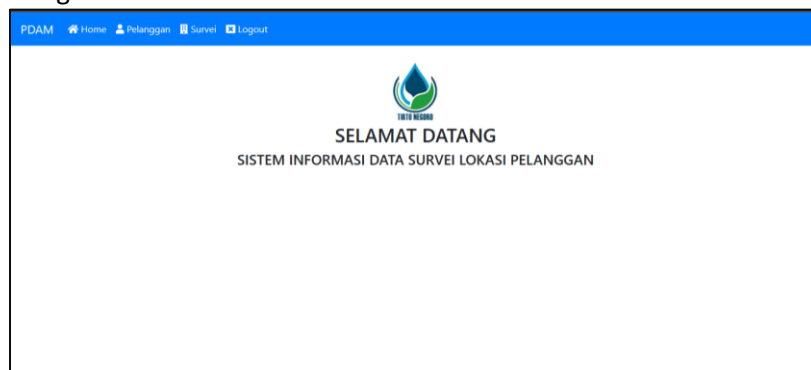 PDAM Home Pelanggan Survei Logout
TIRTO NEGORO
SELAMAT DATANG
SISTEM INFORMASI DATA SURVEI LOKASI PELANGGAN